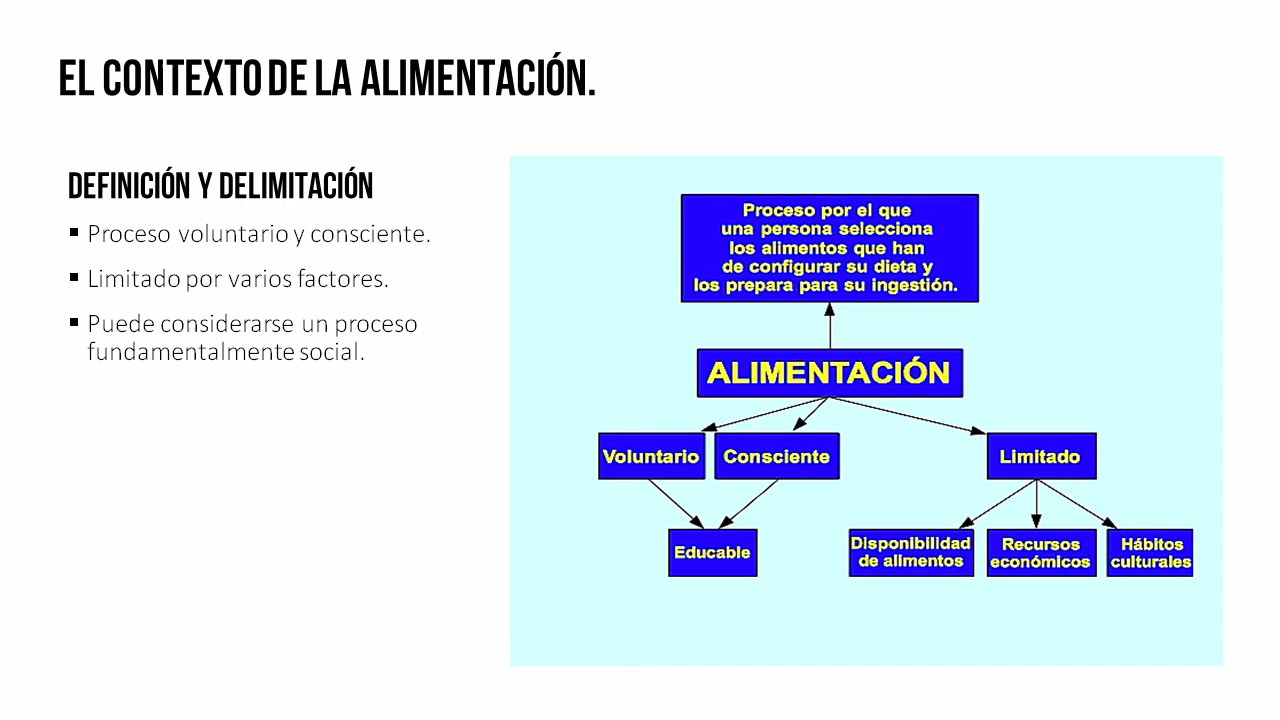 EL CONTEXTO DE LA ALIMENTACIÓN.
DEFINICIÓN Y DELIMITACIÓN
▪ Proceso voluntario y consciente.
▪ Limitado por varios factores.
▪ Puede considerarse un proceso
fundamentalmente social.
Proceso por el que
una persona selecciona
los alimentos que han
de configurar su dieta y
los prepara para su ingestión.
ALIMENTACIÓN
Voluntario
Consciente
Limitado
Educable
Disponibilidad
de alimentos
Recursos
económicos
Hábitos
culturales